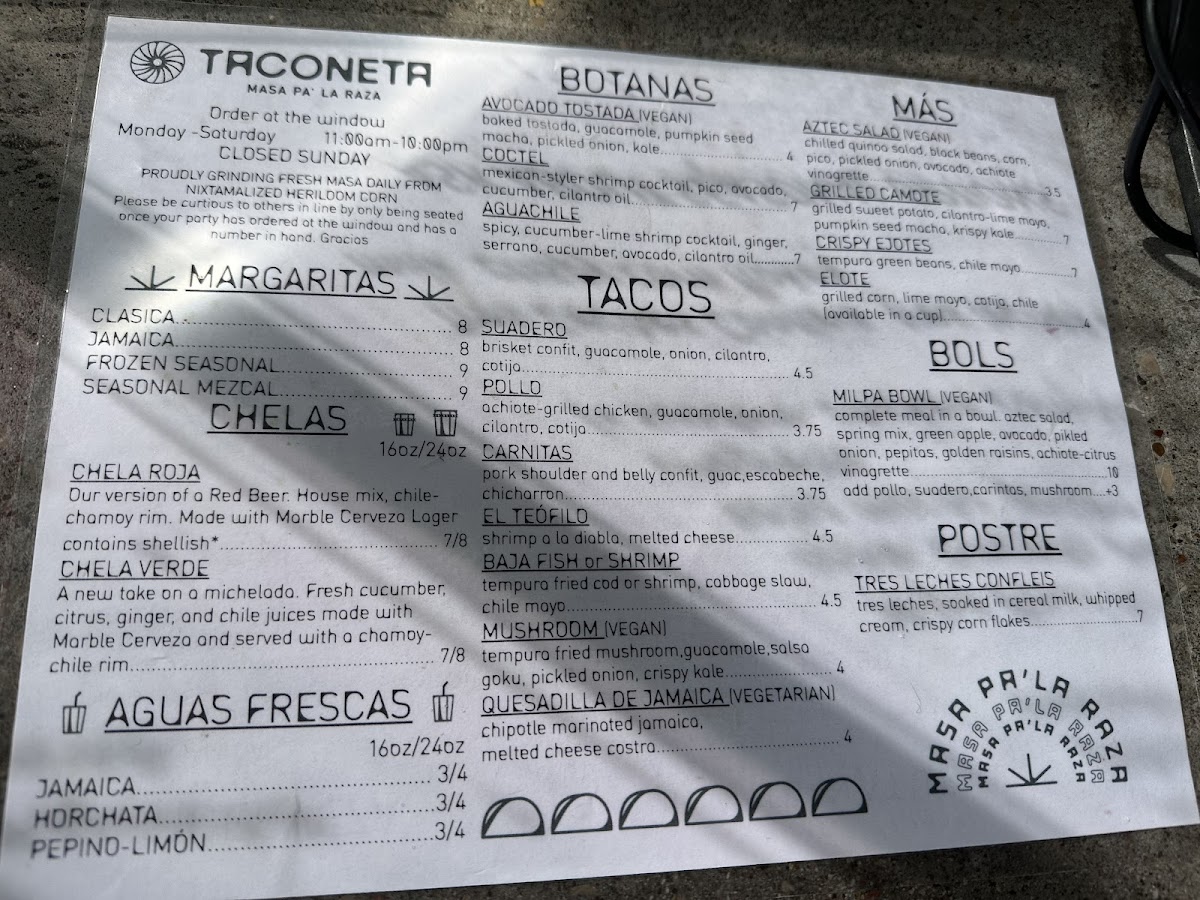 TACONETA
MASA PA' LA RAZA
Order at the window
Monday -Saturday 11:00am-10:00pm
CLOSED SUNDAY
PROUDLY GRINDING FRESH MASA DAILY FROM
NIXTAMALIZED HERILOOM CORN
Please be curtious to others in line by only being seated
once your party has ordered at the window and has a
number in hand. Gracias
MARGARITAS
CLASICA 8
JAMAICA 8
FROZEN SEASONAL 9
SEASONAL MEZCAL 9
CHELAS
16oz/24oz
CHELA ROJA
Our version of a Red Beer. House mix, chile-
chamoy rim. Made with Marble Cerveza Lager
contains shellish* 7/8
CHELA VERDE
A new take on a michelada. Fresh cucumber,
citrus, ginger, and chile juices made with
Marble Cerveza and served with a chamoy-
chile rim 7/8
AGUAS FRESCAS
16oz/24oz
JAMAICA 3/4
HORCHATA 3/4
PEPINO-LIMÓN 3/4
BOTANAS
AVOCADO TOSTADA (VEGAN)
baked tostada, guacamole, pumpkin seed
macha, pickled onion, kale 4
COCTEL
mexican-styler shrimp cocktail, pico, avocado,
cucumber, cilantro oil 7
AGUACHILE
spicy, cucumber-lime shrimp cocktail, ginger,
serrano, cucumber, avocado, cilantro oil 7
TACOS
SUADERO
brisket confit, guacamole, onion, cilantro,
cotija 4.5
POLLO
achiote-grilled chicken, guacamole, onion,
cilantro, cotija 3.75
CARNITAS
pork shoulder and belly confit, guac,escabeche,
chicharron 3.75
EL TEÓFILO
shrimp a la diabla, melted cheese 4.5
BAJA FISH or SHRIMP
tempura fried cod or shrimp, cabbage slaw,
chile mayo 4.5
MUSHROOM (VEGAN)
tempura fried mushroom,guacamole,salsa
goku, pickled onion, crispy kale 4
QUESADILLA DE JAMAICA (VEGETARIAN)
chipotle marinated jamaica,
melted cheese costra 4
MÁS
AZTEC SALAD (VEGAN)
chilled quinoa salad, black beans, corn,
pico, pickled onion, avocado, achiote
vinagrette 3.5
GRILLED CAMOTE
grilled sweet potato, cilantro-lime mayo,
pumpkin seed macha, krispy kale 7
CRISPY EJOTES
tempura green beans, chile mayo 7
ELOTE
grilled corn, lime mayo, cotija, chile
(available in a cup) 4
BOLS
MILPA BOWL (VEGAN)
complete meal in a bowl. aztec salad,
spring mix, green apple, avocado, pikled
onion, pepitas, golden raisins, achiote-citrus
vinagrette 10
add pollo, suadero,carintas, mushroom....+3
POSTRE
TRES LECHES CONFLEIS
tres leches, soaked in cereal milk, whipped
cream, crispy corn flakes 7
MASA PA'LA RAZA
MASA PA'LA RAZA
MASA PA'LA RAZA